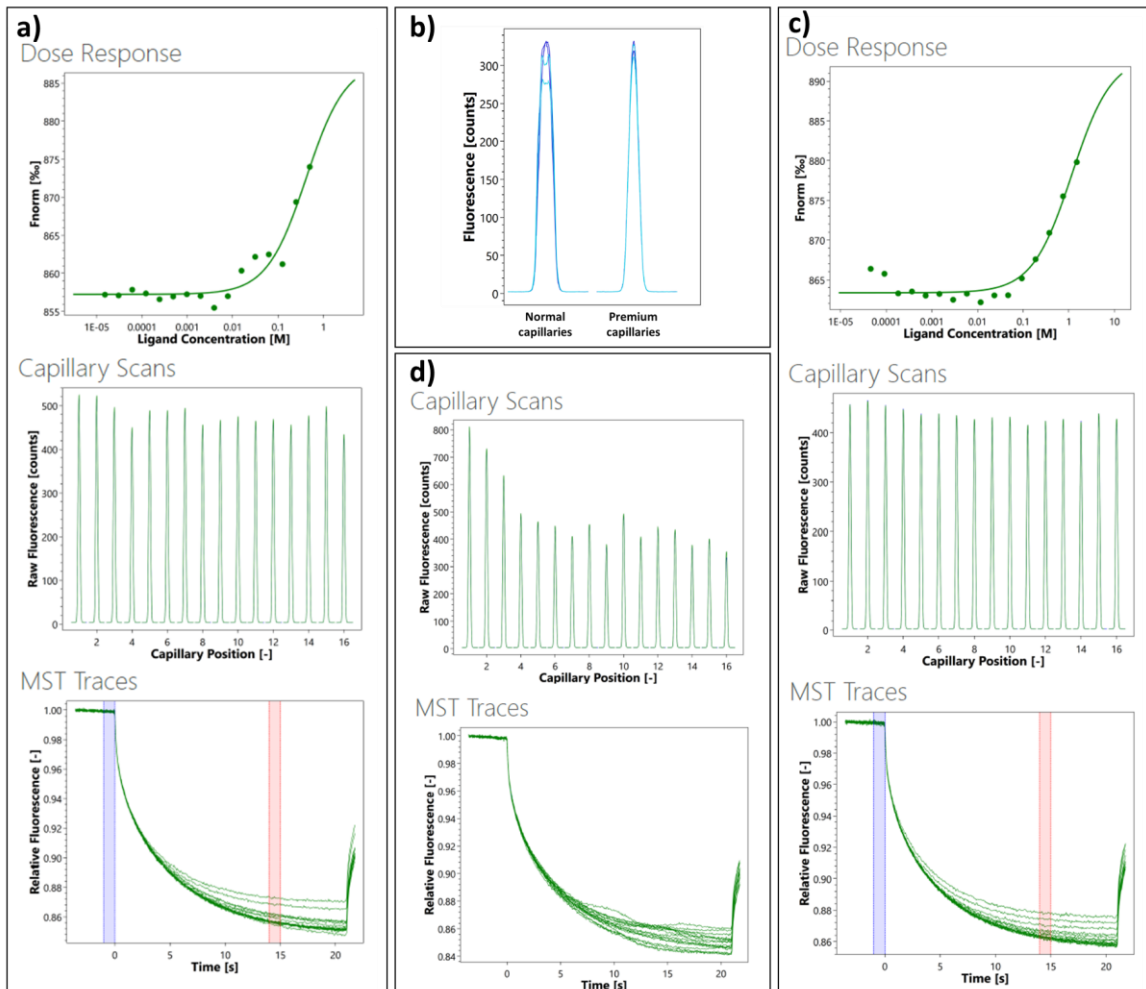 a)
Dose Response
885
880
875
870
865
860
855
Fnorm [‰]
1E-05 0.0001 0.001 0.01 0.1 1
Ligand Concentration [M]
Capillary Scans
500
400
300
200
100
0
Raw Fluorescence [counts]
2 4 6 8 10 12 14 16
Capillary Position [-]
MST Traces
1.00
0.98
0.96
0.94
0.92
0.90
0.88
0.86
Relative Fluorescence [-]
0 5 10 15 20
Time [s]
b)
300
250
200
150
100
50
0
Fluorescence [counts]
Normal Premium
capillaries capillaries
d)
Capillary Scans
800
700
600
500
400
300
200
100
0
Raw Fluorescence [counts]
2 4 6 8 10 12 14 16
Capillary Position [-]
MST Traces
1.00
0.98
0.96
0.94
0.92
0.90
0.88
0.86
0.84
Relative Fluorescence [-]
0 5 10 15 20
Time [s]
c)
Dose Response
890
885
880
875
870
865
Fnorm [‰]
1E-05 0.0001 0.001 0.01 0.1 1 10
Ligand Concentration [M]
Capillary Scans
400
300
200
100
0
Raw Fluorescence [counts]
2 4 6 8 10 12 14 16
Capillary Position [-]
MST Traces
1.00
0.98
0.96
0.94
0.92
0.90
0.88
0.86
Relative Fluorescence [-]
0 5 10 15 20
Time [s]